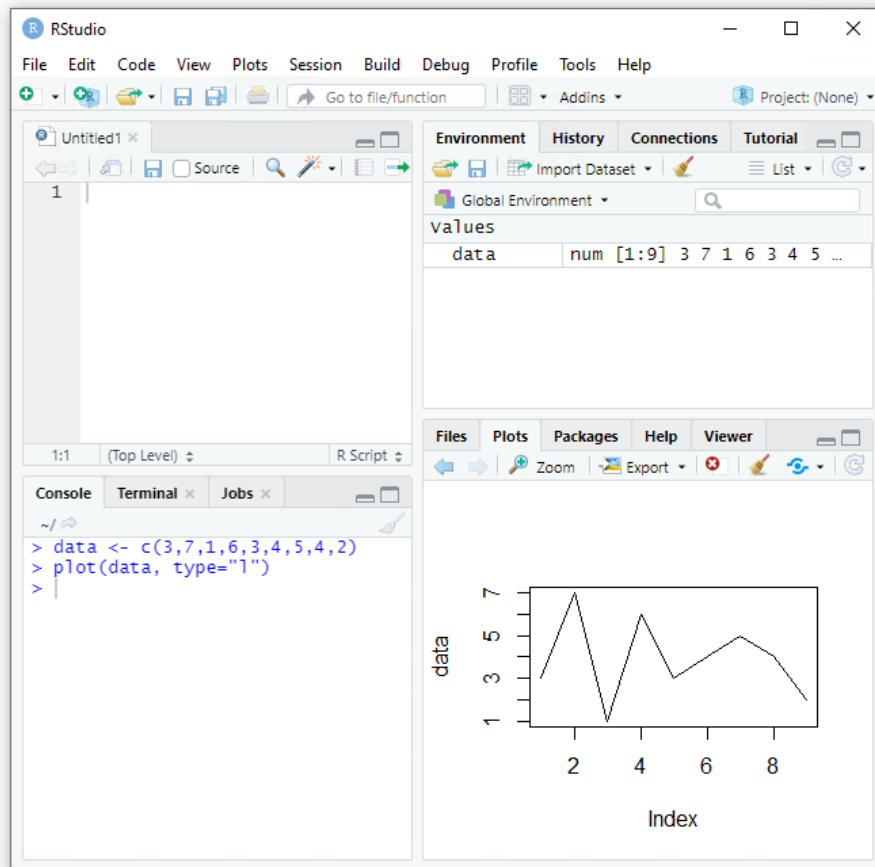 RStudio
File Edit Code View Plots Session Build Debug Profile Tools Help
Go to file/function Addins Project: (None)
Untitled1
Source
1
1:1 (Top Level) R Script
Console Terminal Jobs
~/
> data <- c(3,7,1,6,3,4,5,4,2)
> plot(data, type="l")
>
Environment History Connections Tutorial
Import Dataset List
Global Environment
Values
data num [1:9] 3 7 1 6 3 4 5 …
Files Plots Packages Help Viewer
Zoom Export
data
7
5
3
1
2 4 6 8
Index